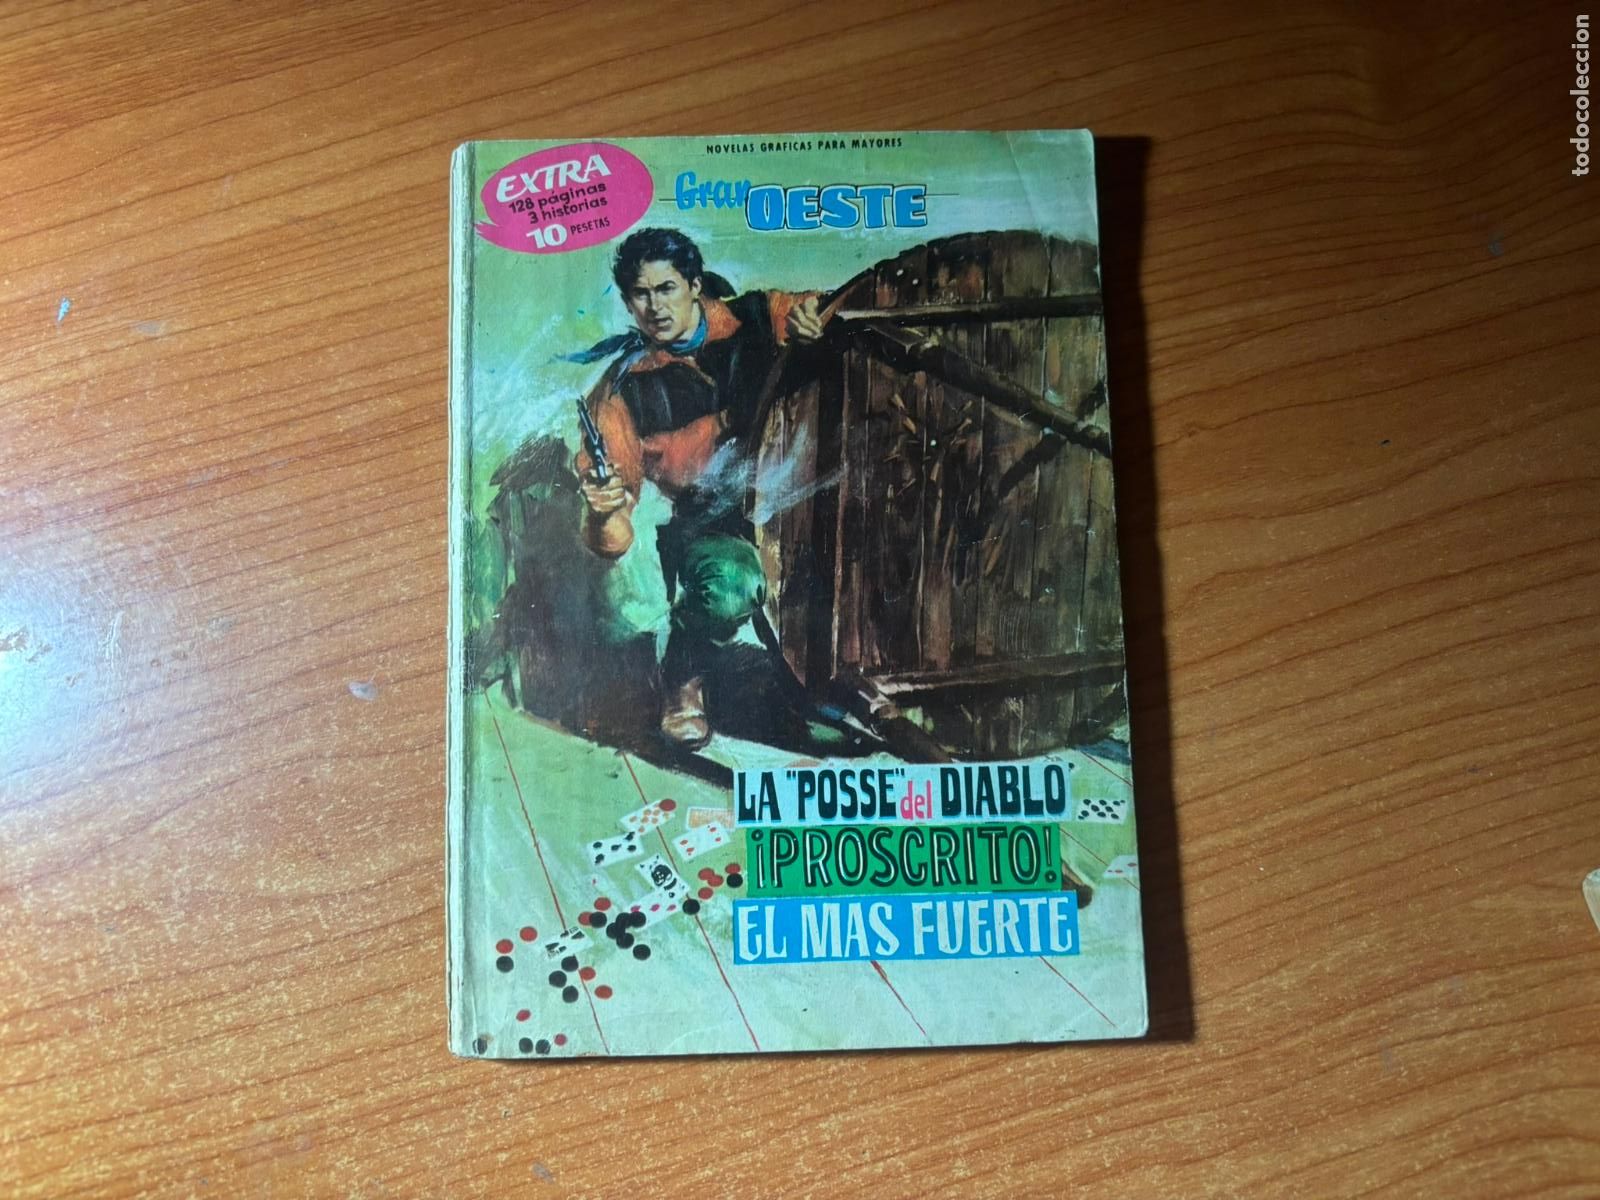 NOVELAS GRAFICAS PARA MAYORES
EXTRA
128 páginas
3 historias
10 PESETAS
Gran OESTE
LA "POSSE" del DIABLO
¡PROSCRITO!
EL MAS FUERTE
todocoleccion